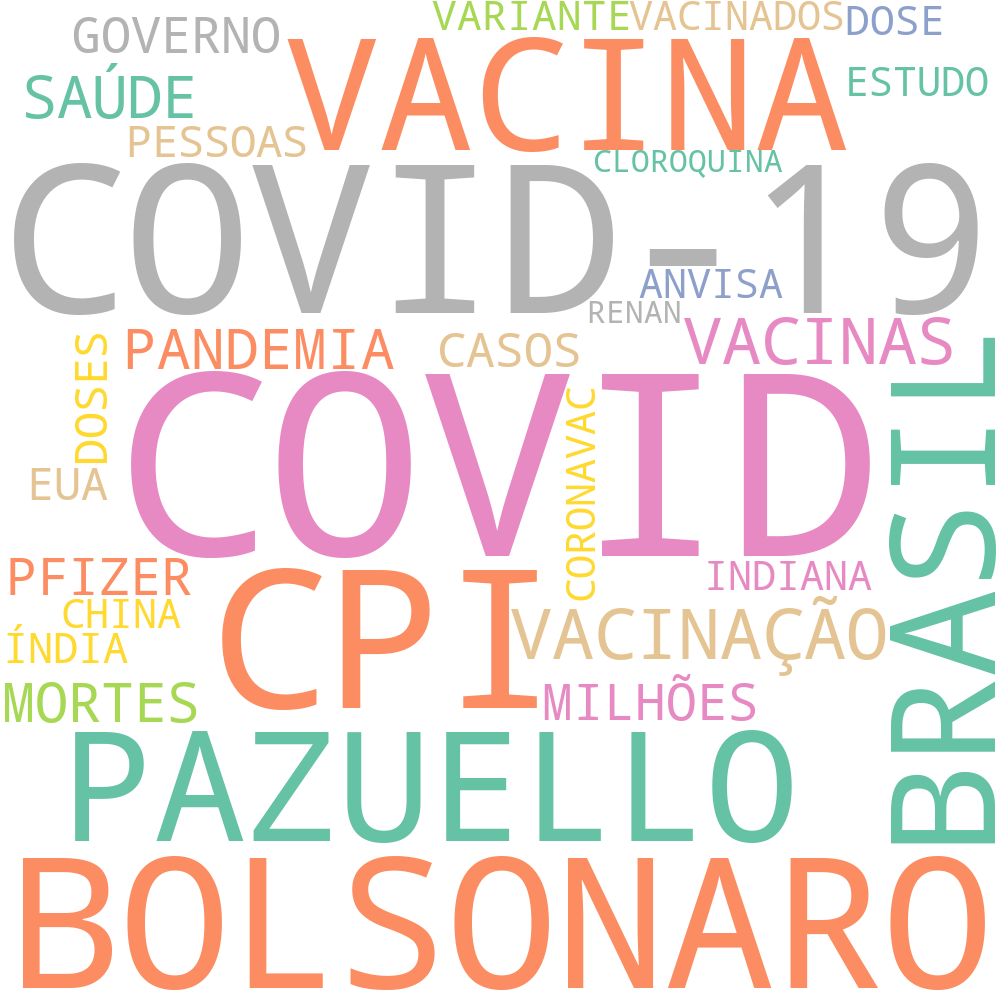 VARIANTE VACINADOS DOSE
GOVERNO
VACINA
SAÚDE
ESTUDO
PESSOAS
CLOROQUINA
COVID-19
ANVISA
RENAN
PANDEMIA
CASOS
VACINAS
DOSES
COVID
CORONAVAC
BRASIL
EUA
PFIZER
INDIANA
CHINA
CPI
VACINAÇÃO
ÍNDIA
MORTES
MILHÕES
PAZUELLO
BOLSONARO